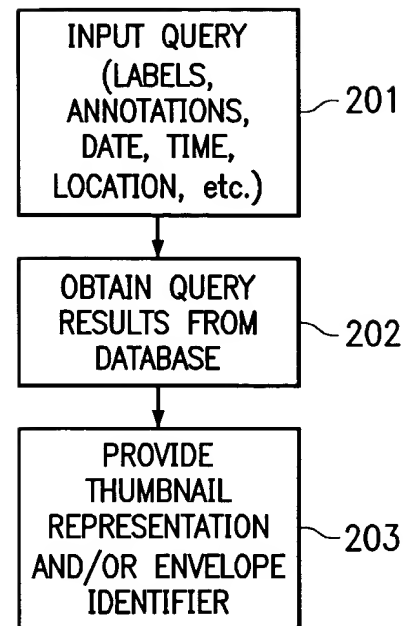 INPUT QUERY
(LABELS,
ANNOTATIONS,
DATE, TIME,
LOCATION, etc.)
201
OBTAIN QUERY
RESULTS FROM
DATABASE
202
PROVIDE
THUMBNAIL
REPRESENTATION
AND/OR ENVELOPE
IDENTIFIER
203